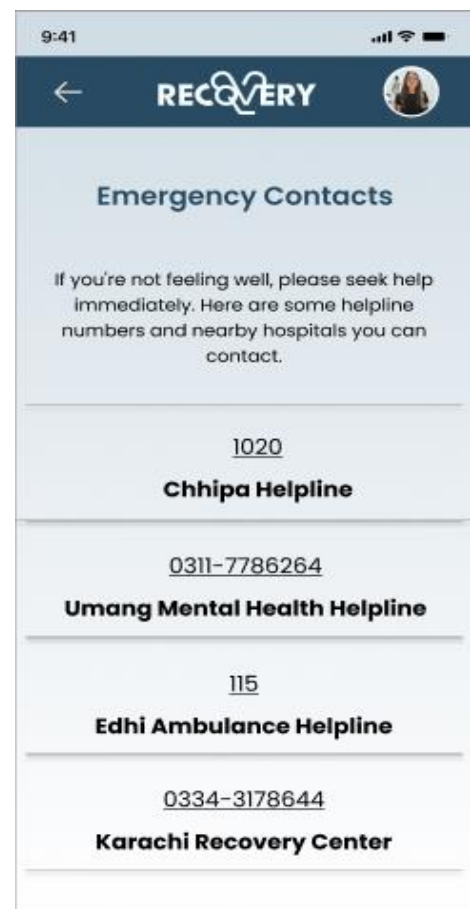 9:41
RECOVERY
Emergency Contacts
If you're not feeling well, please seek help
immediately. Here are some helpline
numbers and nearby hospitals you can
contact.
1020
Chhipa Helpline
0311-7786264
Umang Mental Health Helpline
115
Edhi Ambulance Helpline
0334-3178644
Karachi Recovery Center